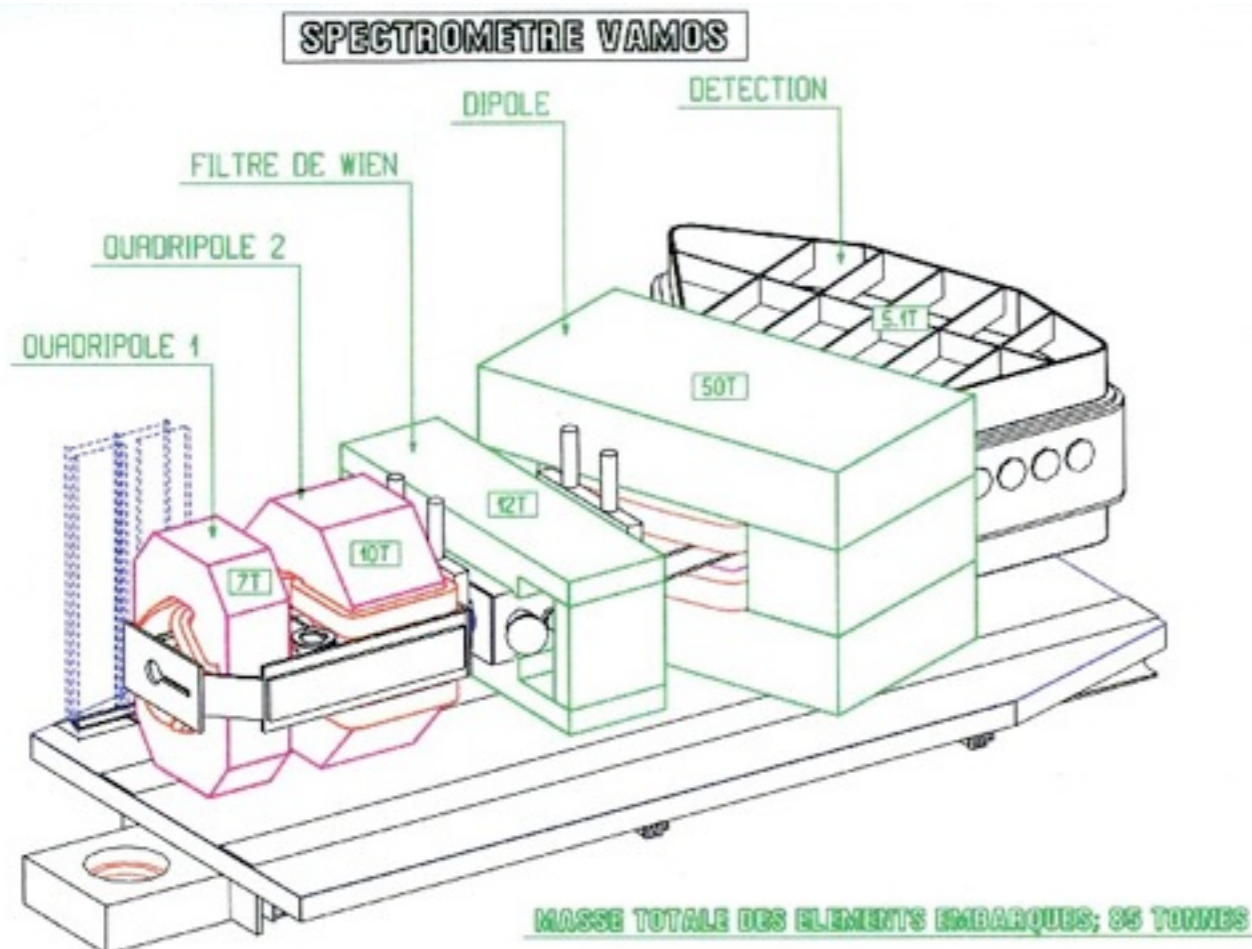 SPECTROMETRE VAMOS
DETECTION
DIPOLE
FILTRE DE WIEN
QUADRIPOLE 2
QUADRIPOLE 1
5.1T
50T
12T
10T
7T
MASSE TOTALE DES ELEMENTS EMBARQUES; 85 TONNES